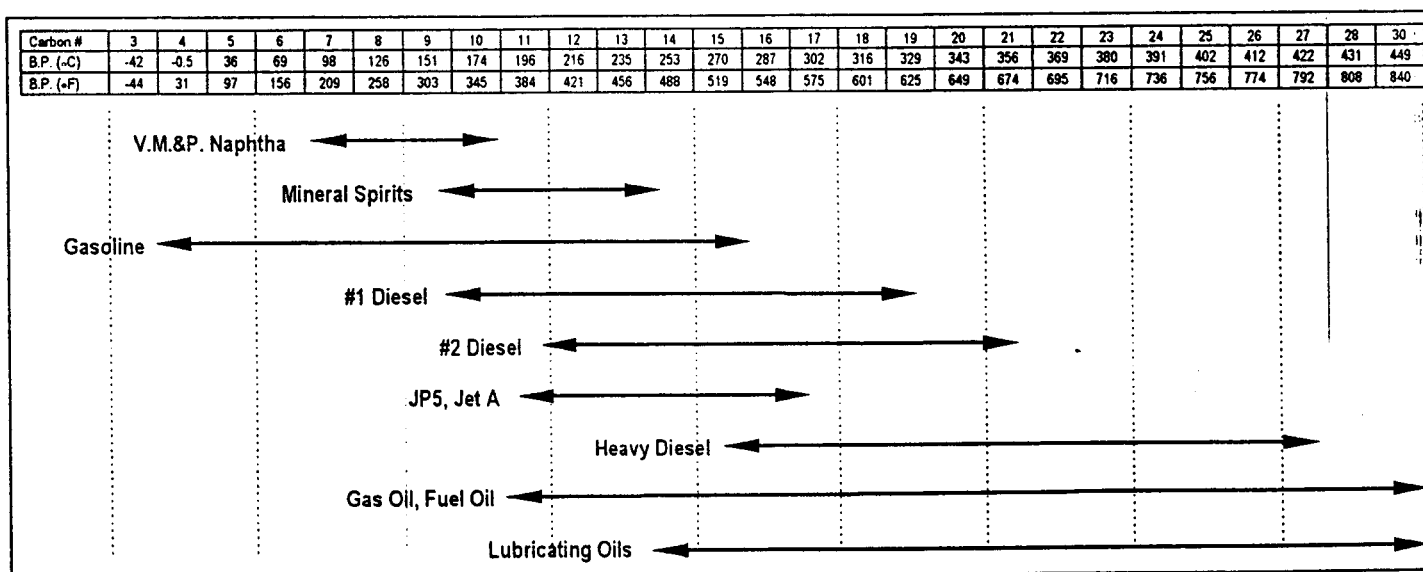 Carbon # 3 4 5 6 7 8 9 10 11 12 13 14 15 16 17 18 19 20 21 22 23 24 25 26 27 28 30
B.P. (∘C) -42 -0.5 36 69 98 126 151 174 196 216 235 253 270 287 302 316 329 343 356 369 380 391 402 412 422 431 449
B.P. (∘F) -44 31 97 156 209 258 303 345 384 421 456 488 519 548 575 601 625 649 674 695 716 736 756 774 792 808 840
V.M.&P. Naphtha
Mineral Spirits
Gasoline
#1 Diesel
#2 Diesel
JP5, Jet A
Heavy Diesel
Gas Oil, Fuel Oil
Lubricating Oils